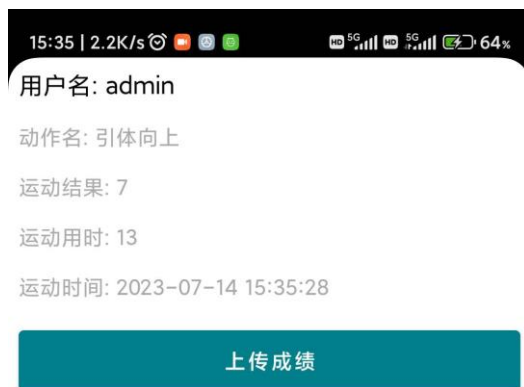 15:35 | 2.2K/s HD 5G HD 5G 64%
用户名: admin
动作名: 引体向上
运动结果: 7
运动用时: 13
运动时间: 2023-07-14 15:35:28
上传成绩